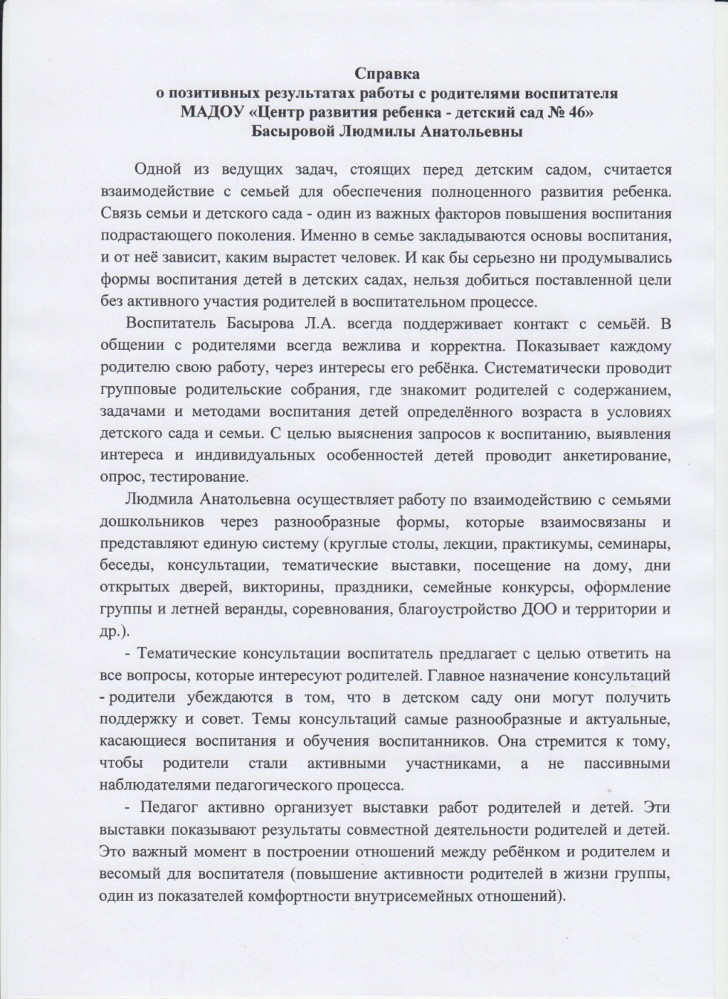 Справка
о позитивных результатах работы с родителями воспитателя
МАДОУ «Центр развития ребенка - детский сад № 46»
Басыровой Людмилы Анатольевны
Одной из ведущих задач, стоящих перед детским садом, считается
взаимодействие с семьей для обеспечения полноценного развития ребенка.
Связь семьи и детского сада - один из важных факторов повышения воспитания
подрастающего поколения. Именно в семье закладываются основы воспитания,
и от неё зависит, каким вырастет человек. И как бы серьезно ни продумывались
формы воспитания детей в детских садах, нельзя добиться поставленной цели
без активного участия родителей в воспитательном процессе.
Воспитатель Басырова Л.А. всегда поддерживает контакт с семьёй. В
общении с родителями всегда вежлива и корректна. Показывает каждому
родителю свою работу, через интересы его ребёнка. Систематически проводит
групповые родительские собрания, где знакомит родителей с содержанием,
задачами и методами воспитания детей определённого возраста в условиях
детского сада и семьи. С целью выяснения запросов к воспитанию, выявления
интереса и индивидуальных особенностей детей проводит анкетирование,
опрос, тестирование.
Людмила Анатольевна осуществляет работу по взаимодействию с семьями
дошкольников через разнообразные формы, которые взаимосвязаны и
представляют единую систему (круглые столы, лекции, практикумы, семинары,
беседы, консультации, тематические выставки, посещение на дому, дни
открытых дверей, викторины, праздники, семейные конкурсы, оформление
группы и летней веранды, соревнования, благоустройство ДОО и территории и
др.).
- Тематические консультации воспитатель предлагает с целью ответить на
все вопросы, которые интересуют родителей. Главное назначение консультаций
- родители убеждаются в том, что в детском саду они могут получить
поддержку и совет. Темы консультаций самые разнообразные и актуальные,
касающиеся воспитания и обучения воспитанников. Она стремится к тому,
чтобы родители стали активными участниками, а не пассивными
наблюдателями педагогического процесса.
- Педагог активно организует выставки работ родителей и детей. Эти
выставки показывают результаты совместной деятельности родителей и детей.
Это важный момент в построении отношений между ребёнком и родителем и
весомый для воспитателя (повышение активности родителей в жизни группы,
один из показателей комфортности внутрисемейных отношений).